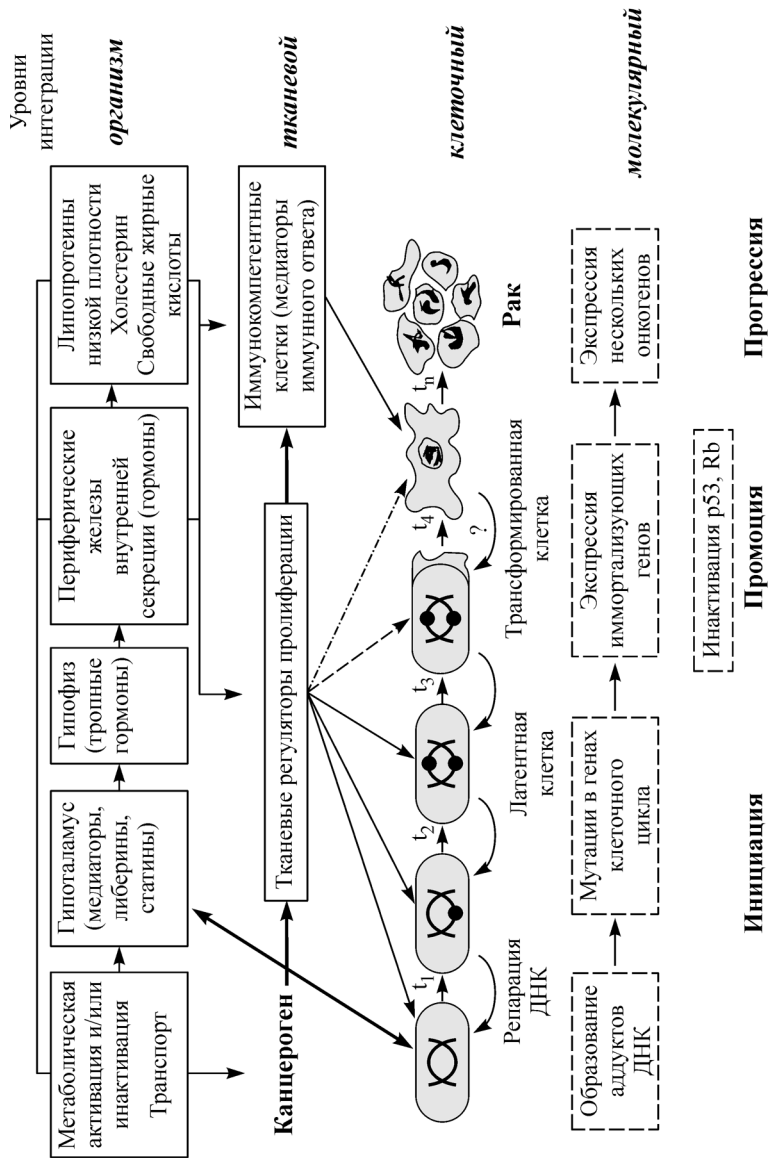 Уровни
интеграции
организм
тканевой
клеточный
молекулярный
Метаболическая
активация и/или
инактивация
Транспорт
Гипоталамус
(медиаторы,
либерины,
статины)
Гипофиз
(тропные
гормоны)
Периферические
железы
внутренней
секреции (гормоны)
Липопротеины
низкой плотности
Холестерин
Свободные жирные
кислоты
Канцероген
Тканевые регуляторы пролиферации
Иммунокомпетентные
клетки (медиаторы
иммунного ответа)
t1
t2
t3
t4
tn
?
Репарация
ДНК
Латентная
клетка
Трансформированная
клетка
Рак
Образование
аддуктов
ДНК
Мутации в генах
клеточного
цикла
Экспрессия
иммортализующих
генов
Экспрессия
нескольких
онкогенов
Инактивация p53, Rb
Инициация
Промоция
Прогрессия